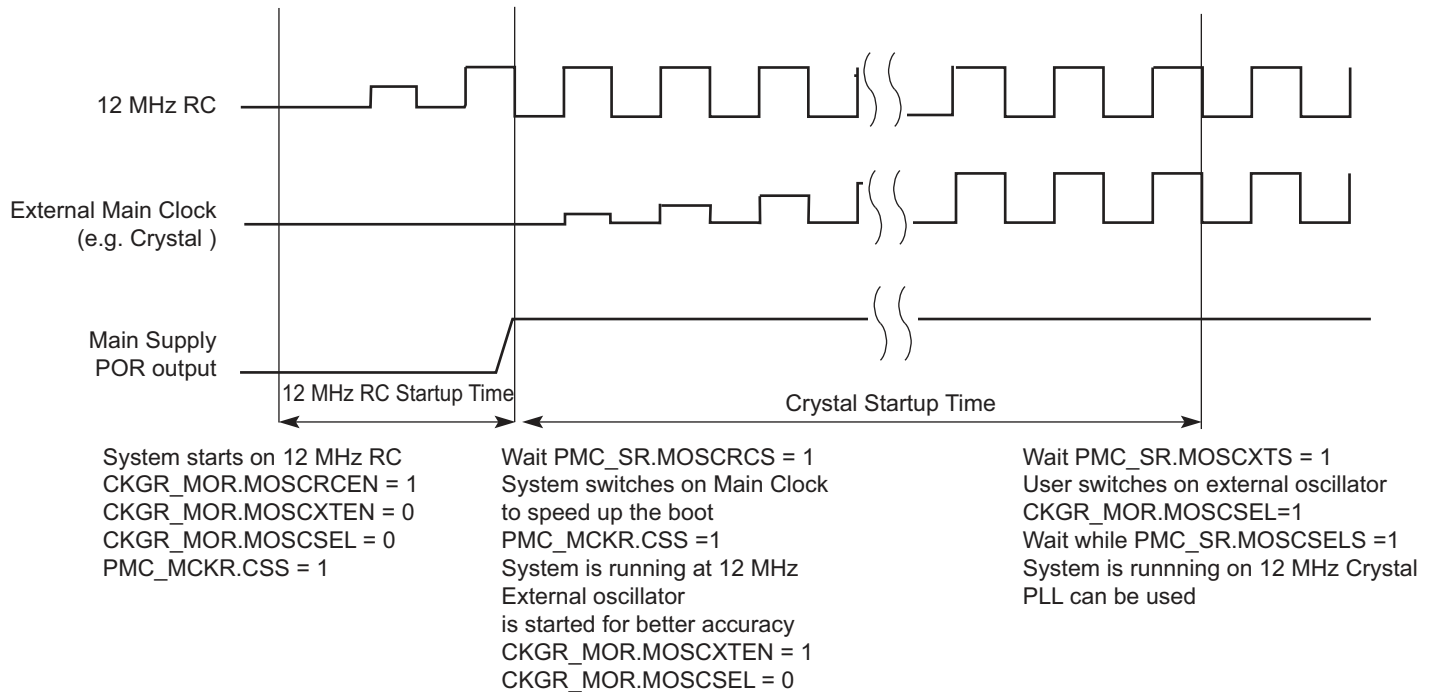 12 MHz RC
External Main Clock
(e.g. Crystal )
Main Supply
POR output
12 MHz RC Startup Time
Crystal Startup Time
System starts on 12 MHz RC
CKGR_MOR.MOSCRCEN = 1
CKGR_MOR.MOSCXTEN = 0
CKGR_MOR.MOSCSEL = 0
PMC_MCKR.CSS = 1
Wait PMC_SR.MOSCRCS = 1
System switches on Main Clock
to speed up the boot
PMC_MCKR.CSS =1
System is running at 12 MHz
External oscillator
is started for better accuracy
CKGR_MOR.MOSCXTEN = 1
CKGR_MOR.MOSCSEL = 0
Wait PMC_SR.MOSCXTS = 1
User switches on external oscillator
CKGR_MOR.MOSCSEL=1
Wait while PMC_SR.MOSCSELS =1
System is runnning on 12 MHz Crystal
PLL can be used